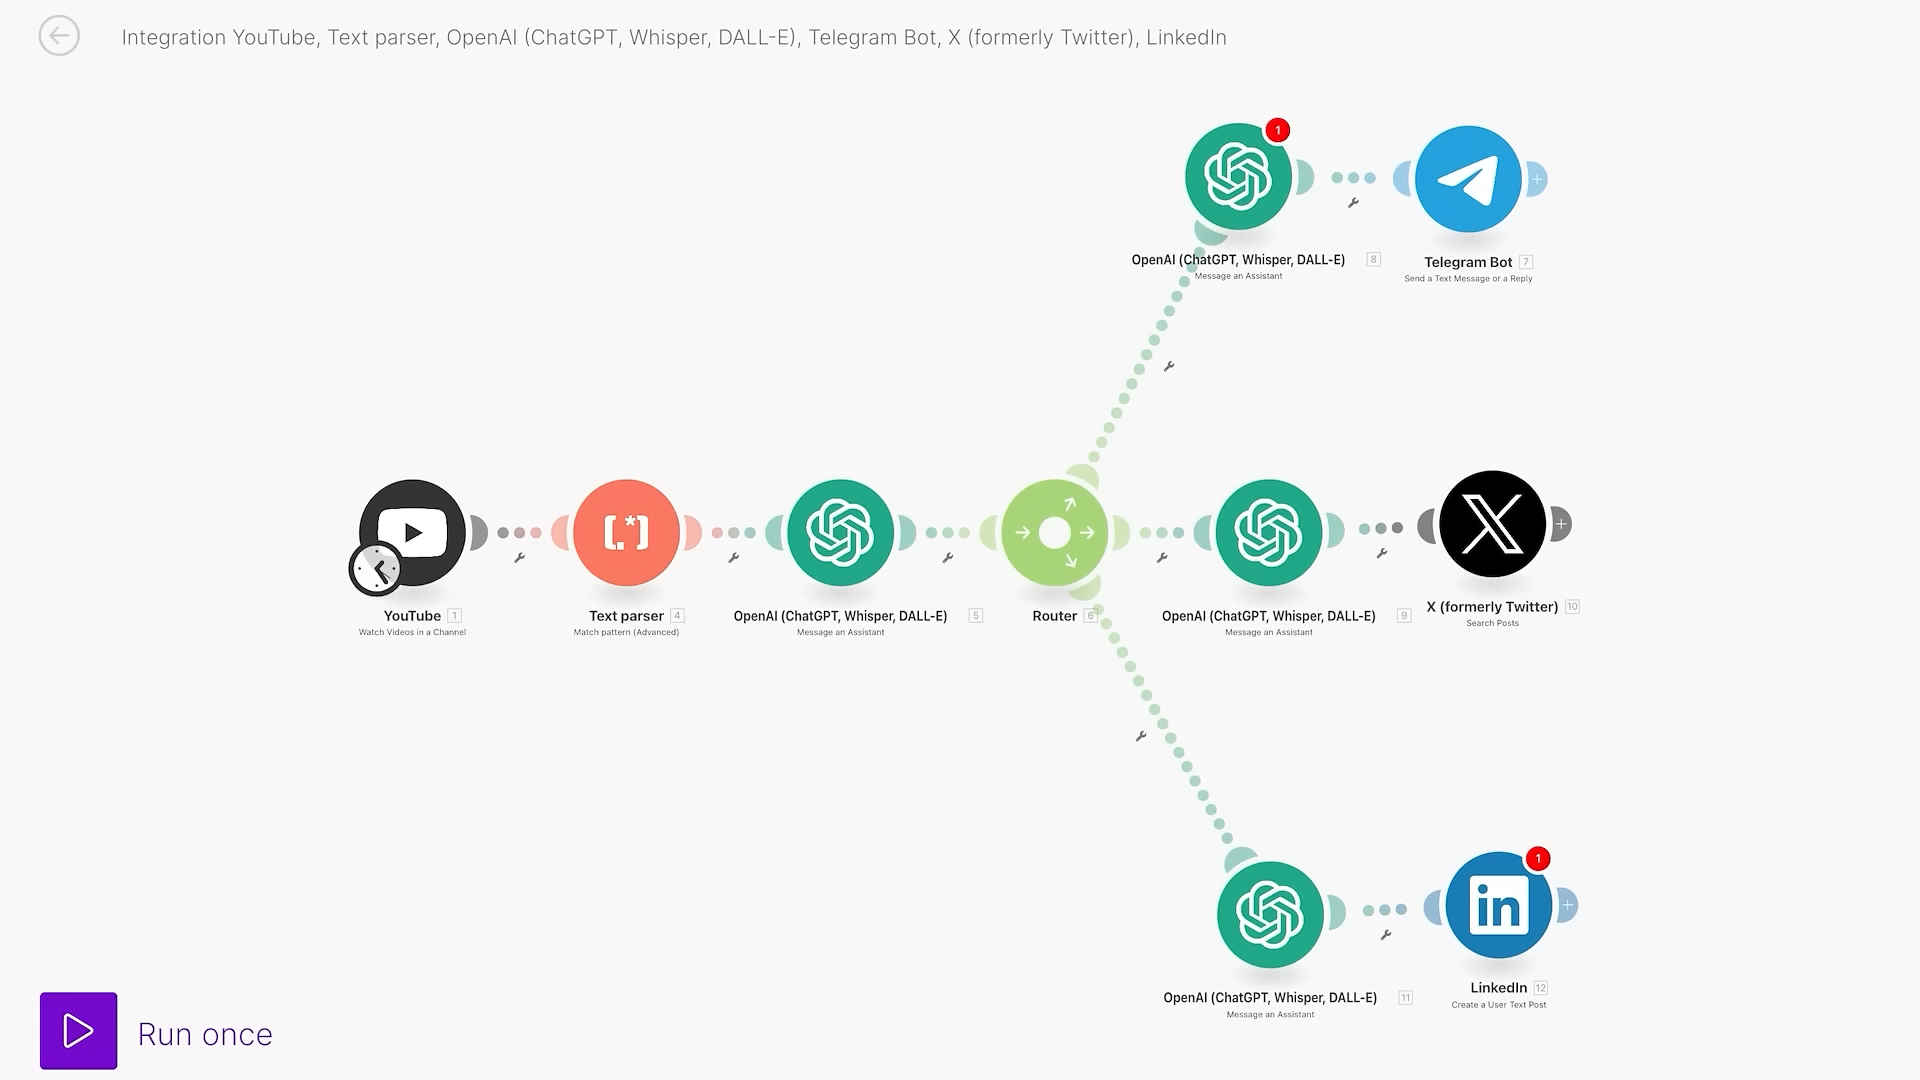 Integration YouTube, Text parser, OpenAI (ChatGPT, Whisper, DALL-E), Telegram Bot, X (formerly Twitter), LinkedIn
1
OpenAI (ChatGPT, Whisper, DALL-E) 8
Message an Assistant
Telegram Bot 7
Send a Text Message or a Reply
[.*]
YouTube 1
Watch Videos in a Channel
Text parser 4
Match pattern (Advanced)
OpenAI (ChatGPT, Whisper, DALL-E) 5
Message an Assistant
Router 6
OpenAI (ChatGPT, Whisper, DALL-E) 9
Message an Assistant
X (formerly Twitter) 10
Search Posts
1
in
OpenAI (ChatGPT, Whisper, DALL-E) 11
Message an Assistant
LinkedIn 12
Create a User Text Post
Run once